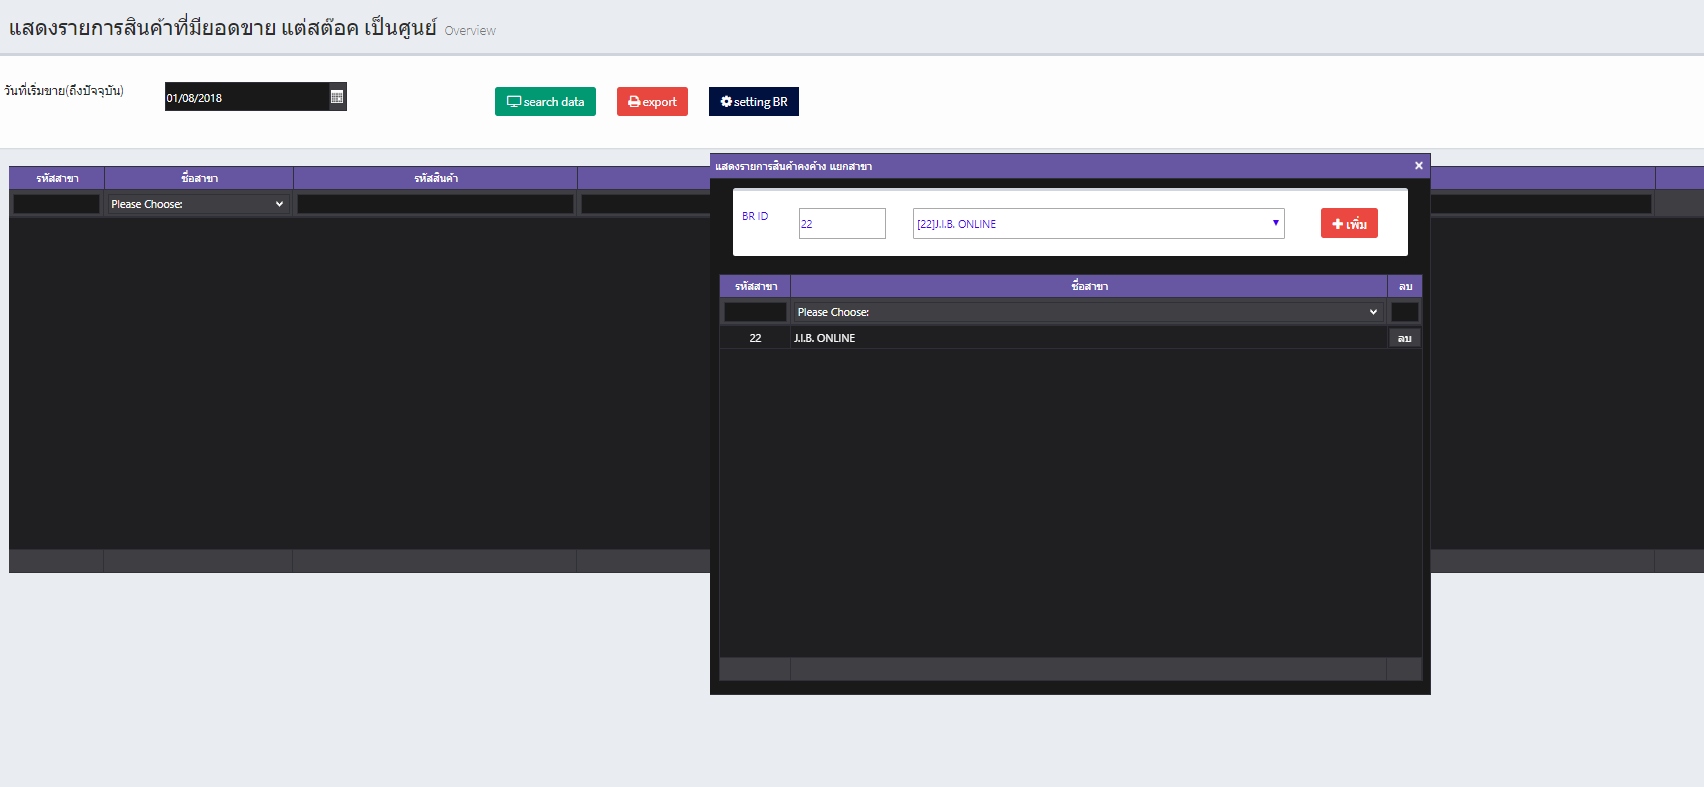 แสดงรายการสินค้าที่มียอดขาย แต่สต๊อค เป็นศูนย์ Overview
วันที่เริ่มขาย(ถึงปัจจุบัน) 01/08/2018 search data export setting BR
แสดงรายการสินค้าคงค้าง แยกสาขา ×
รหัสสาขา ชื่อสาขา รหัสสินค้า
Please Choose:
BR ID 22 [22]J.I.B. ONLINE เพิ่ม
รหัสสาขา ชื่อสาขา ลบ
Please Choose:
22 J.I.B. ONLINE ลบ